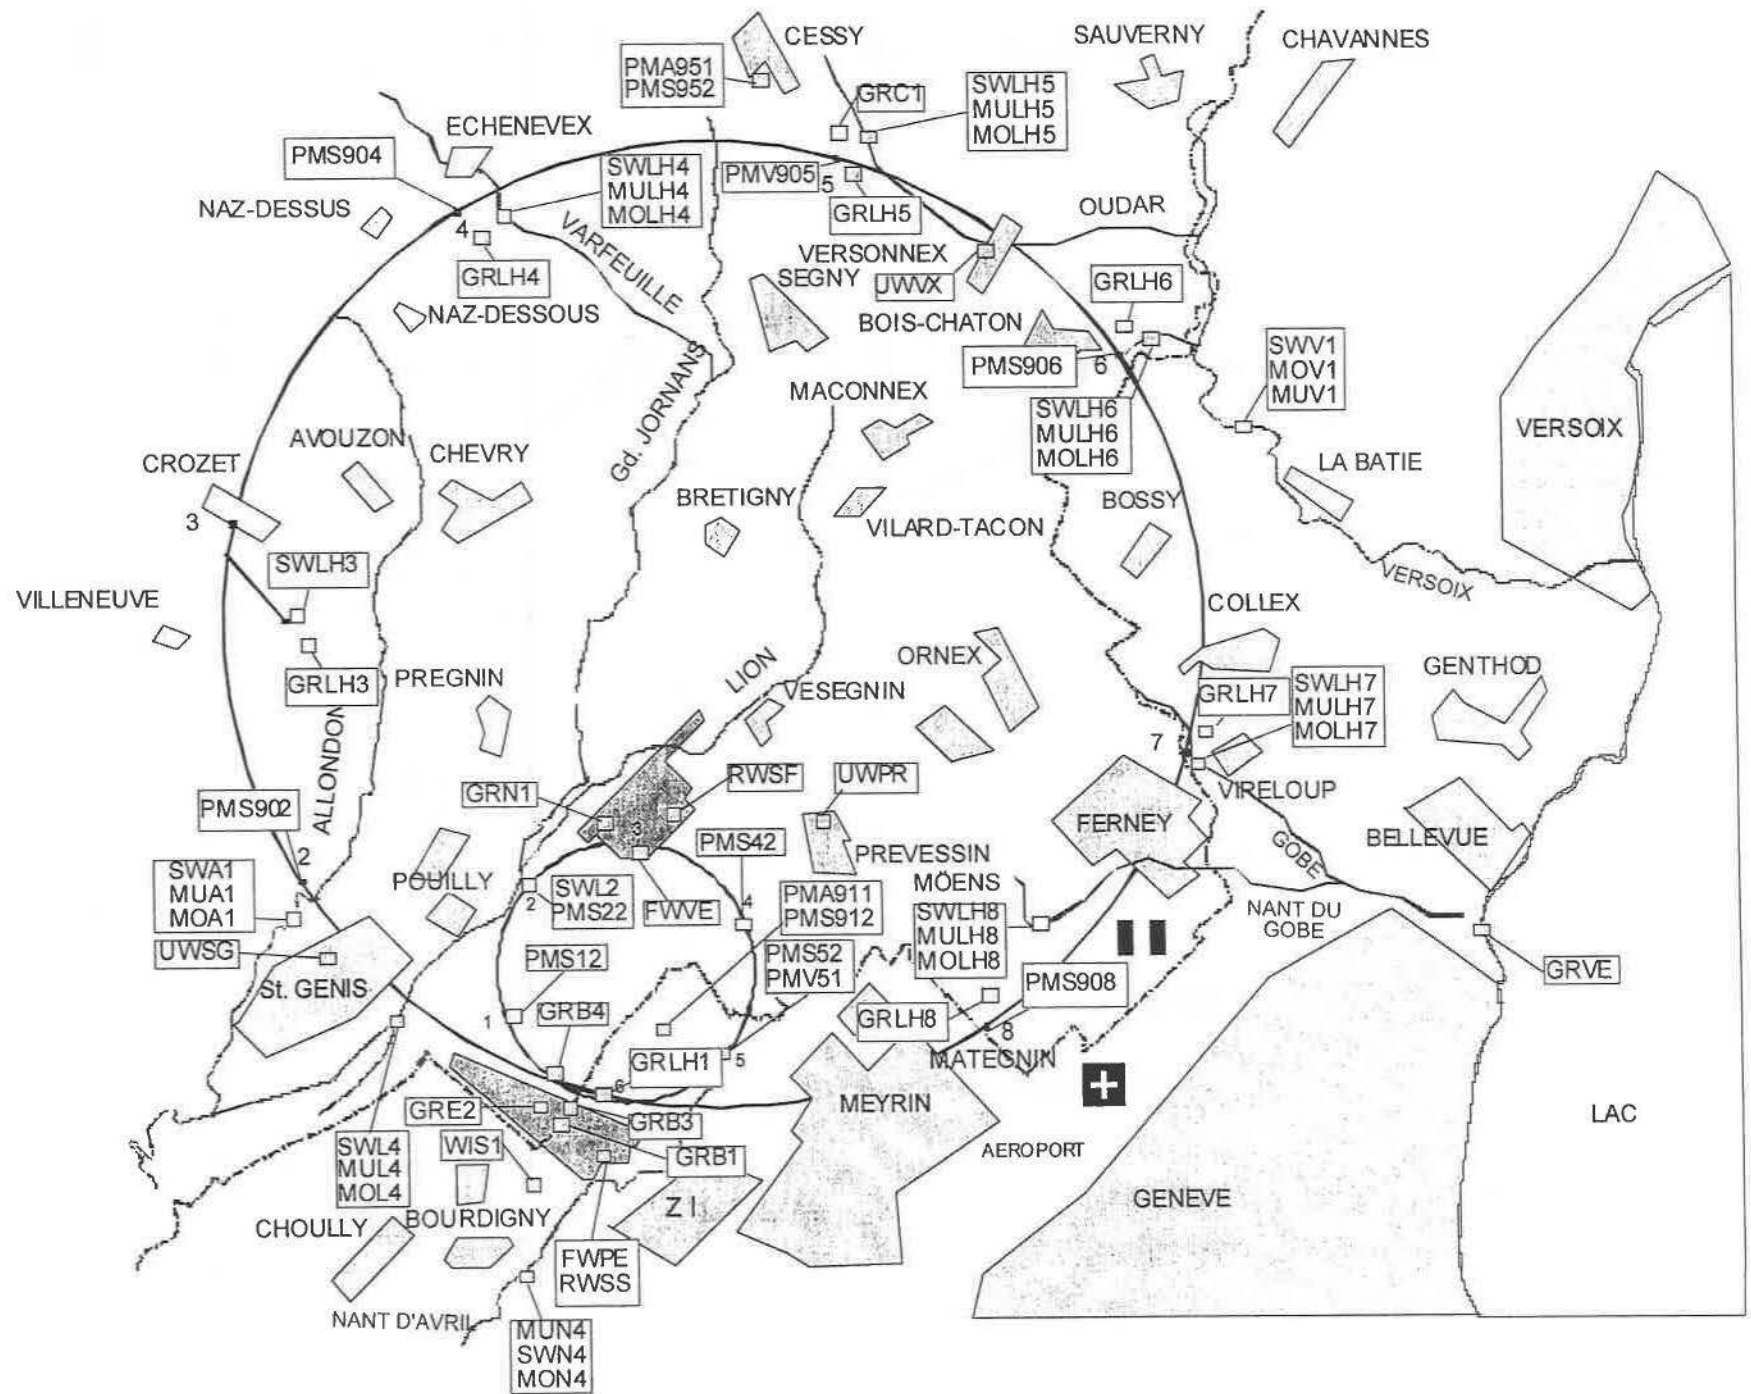 CESSY
SAUVERNY
CHAVANNES
PMA951
PMS952
GRC1
SWLH5
MULH5
MOLH5
ECHENEVEX
PMS904
SWLH4
MULH4
MOLH4
PMV905
5
GRLH5
NAZ-DESSUS
4
VARFEUILLE
OUDAR
GRLH4
VERSONNEX
UWVX
SEGNY
GRLH6
NAZ-DESSOUS
BOIS-CHATON
PMS906
6
SWV1
MOV1
MUV1
Gd. JORNANS
MACONNEX
SWLH6
MULH6
MOLH6
VERSOIX
AVOUZON
CROZET
CHEVRY
LA BATIE
3
BRETIGNY
VILARD-TACON
BOSSY
SWLH3
VERSOIX
VILLENEUVE
COLLEX
GRLH3
PREGNIN
LION
VESEGNIN
ORNEX
GENTHOD
GRLH7
SWLH7
MULH7
MOLH7
7
ALLONDON
GRN1
RWSF
UWPR
VIRELOUP
PMS902
2
3
PMS42
FERNEY
GOBE
BELLEVUE
SWA1
MUA1
MOA1
POUILLY
PREVESSIN
MÖENS
SWL2
PMS22
2
FWVE
4
PMA911
PMS912
SWLH8
MULH8
MOLH8
NANT DU
GOBE
UWSG
PMS12
PMS52
PMV51
PMS908
GRVE
St. GENIS
1
GRB4
GRLH8
8
GRLH1
5
MATEGNIN
6
GRE2
GRB3
MEYRIN
LAC
SWL4
MUL4
MOL4
WIS1
GRB1
AEROPORT
Z I
GENEVE
CHOULLY
BOURDIGNY
FWPE
RWSS
NANT D'AVRIL
MUN4
SWN4
MON4